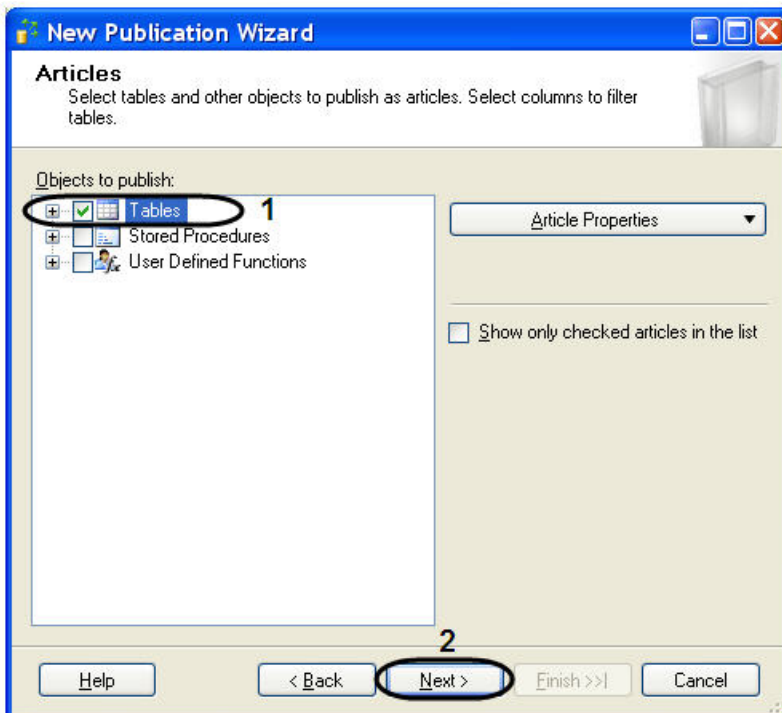 New Publication Wizard
Articles
Select tables and other objects to publish as articles. Select columns to filter
tables.
Objects to publish:
Tables 1
Stored Procedures
User Defined Functions
Article Properties
Show only checked articles in the list
2
Help
< Back
Next >
Finish >>|
Cancel